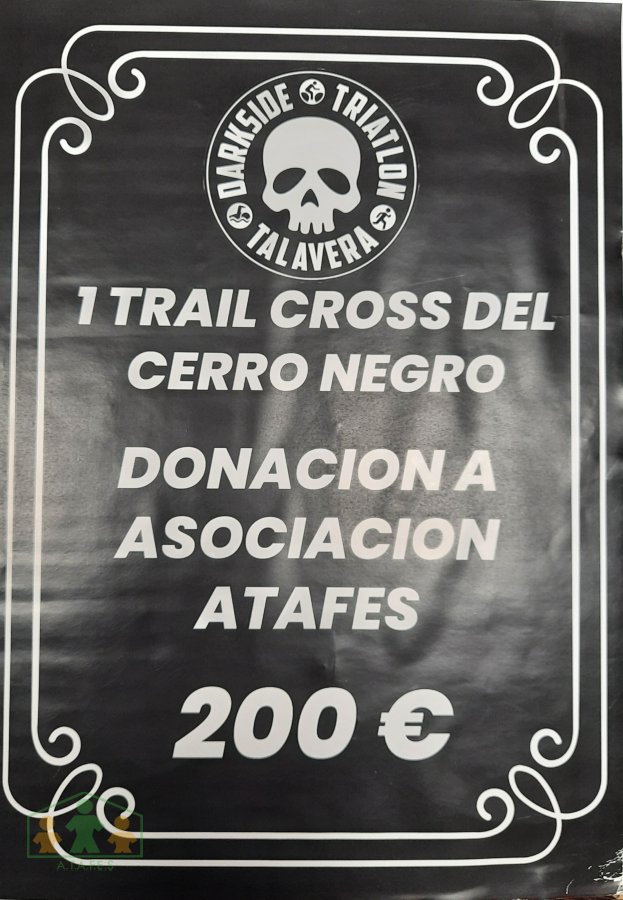 DARKSIDE TRIATLON
TALAVERA
1 TRAIL CROSS DEL
CERRO NEGRO
DONACION A
ASOCIACION
ATAFES
200 €
A.T.A.F.E.S